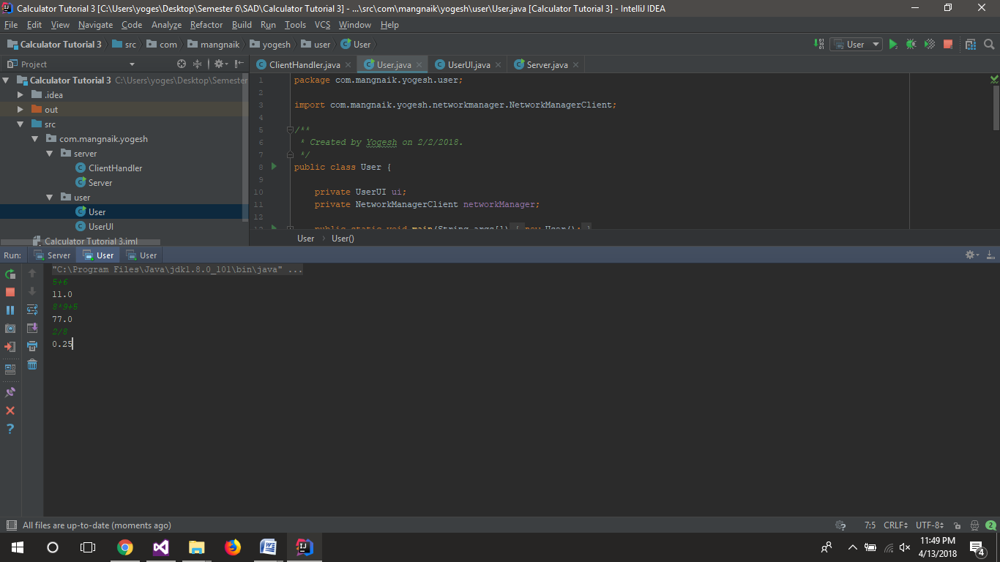 Calculator Tutorial 3 [C:\Users\yoges\Desktop\Semester 6\SAD\Calculator Tutorial 3] - ...\src\com\mangnaik\yogesh\user\User.java [Calculator Tutorial 3] - IntelliJ IDEA
File Edit View Navigate Code Analyze Refactor Build Run Tools VCS Window Help
Calculator Tutorial 3 src com mangnaik yogesh user User User
Project
ClientHandler.java User.java UserUI.java Server.java
Calculator Tutorial 3 C:\Users\yoges\Desktop\Semester
.idea
out
src
com.mangnaik.yogesh
server
ClientHandler
Server
user
User
UserUI
Calculator Tutorial 3.iml
1 package com.mangnaik.yogesh.user;
2
3 import com.mangnaik.yogesh.networkmanager.NetworkManagerClient;
4
5 /**
6 * Created by Yogesh on 2/2/2018.
7 */
8 public class User {
9
10 private UserUI ui;
11 private NetworkManagerClient networkManager;
12
13 public static void main(String args[]) { new User(); }
User User()
Run: Server User User
"C:\Program Files\Java\jdk1.8.0_101\bin\java" ...
5+6
11.0
8*9+5
77.0
2/8
0.25
All files are up-to-date (moments ago)
7:5 CRLF UTF-8 2
11:49 PM
4/13/2018
4